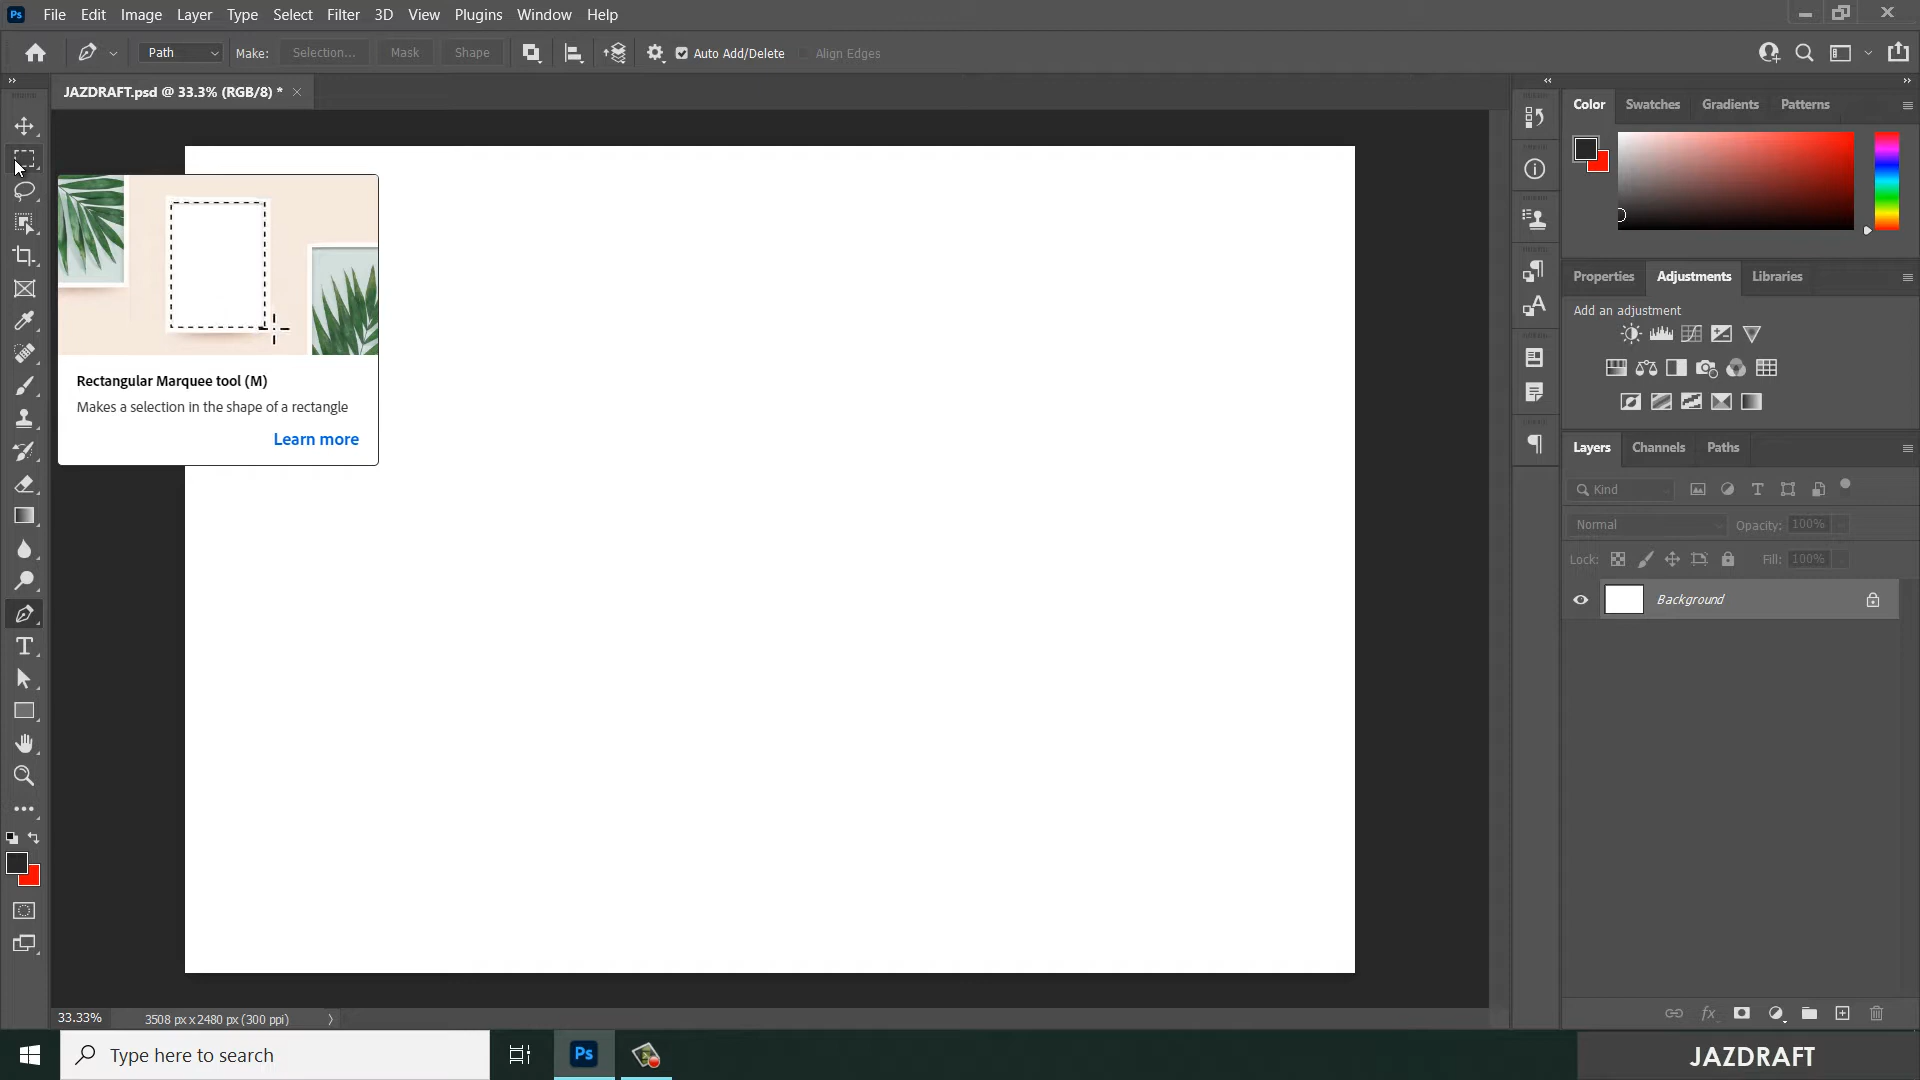 Ps File Edit Image Layer Type Select Filter 3D View Plugins Window Help
Path Make: Selection... Mask Shape Auto Add/Delete Align Edges
JAZDRAFT.psd @ 33.3% (RGB/8) *
Color Swatches Gradients Patterns
Rectangular Marquee tool (M)
Makes a selection in the shape of a rectangle
Learn more
Properties Adjustments Libraries
Add an adjustment
Layers Channels Paths
Kind
Normal Opacity: 100%
Lock: Fill: 100%
Background
33.33% 3508 px x 2480 px (300 ppi)
Type here to search
Ps
JAZDRAFT